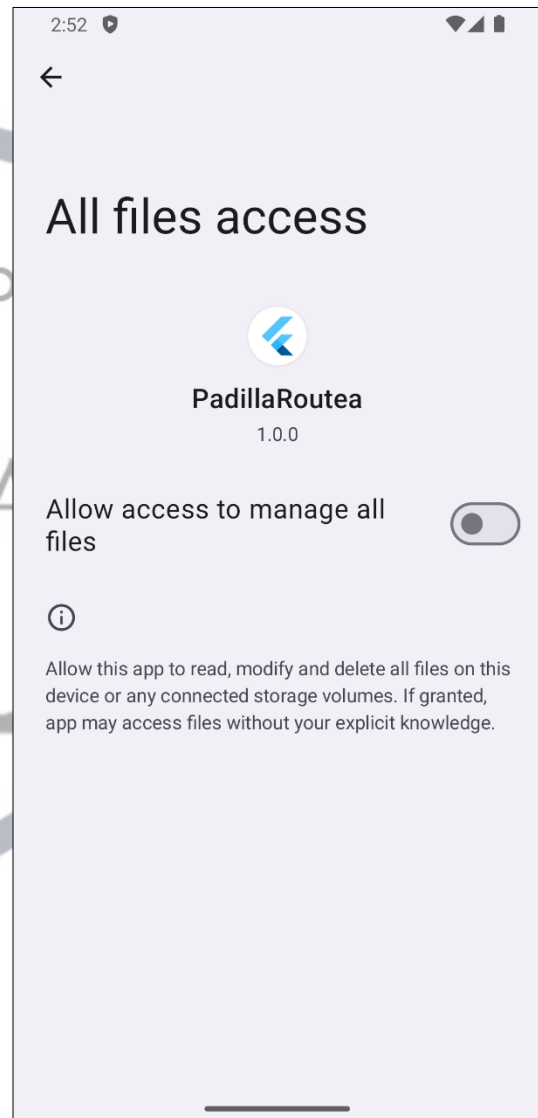 2:52
All files access
PadillaRoutea
1.0.0
Allow access to manage all
files
Allow this app to read, modify and delete all files on this
device or any connected storage volumes. If granted,
app may access files without your explicit knowledge.